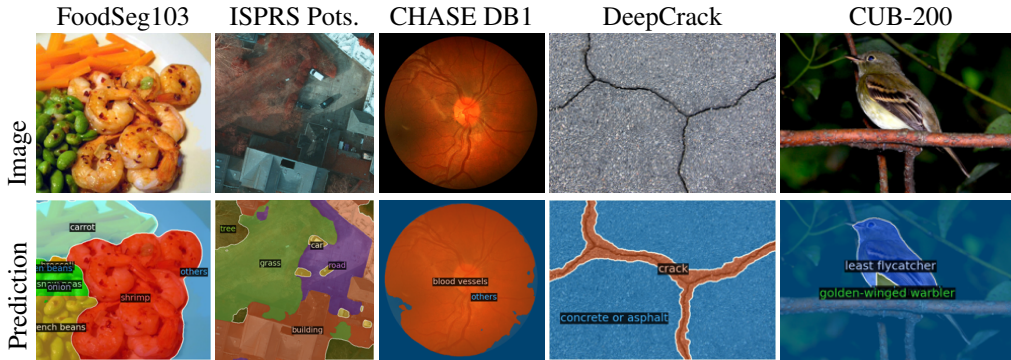 FoodSeg103 ISPRS Pots. CHASE DB1 DeepCrack CUB-200
Image
Prediction
carrot
others
onion
shrimp
tree
car
grass
road
building
blood vessels
others
crack
concrete or asphalt
least flycatcher
golden-winged warbler